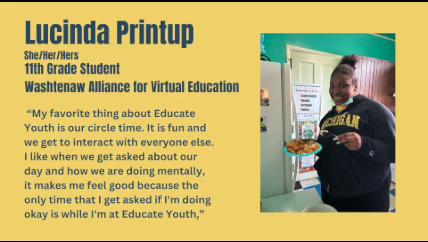 Lucinda Printup
She/Her/Hers
11th Grade Student
Washtenaw Alliance for Virtual Education
“My favorite thing about Educate
Youth is our circle time. It is fun and
we get to interact with everyone else.
I like when we get asked about our
day and how we are doing mentally,
it makes me feel good because the
only time that I get asked if I'm doing
okay is while I'm at Educate Youth,”
MICHIGAN